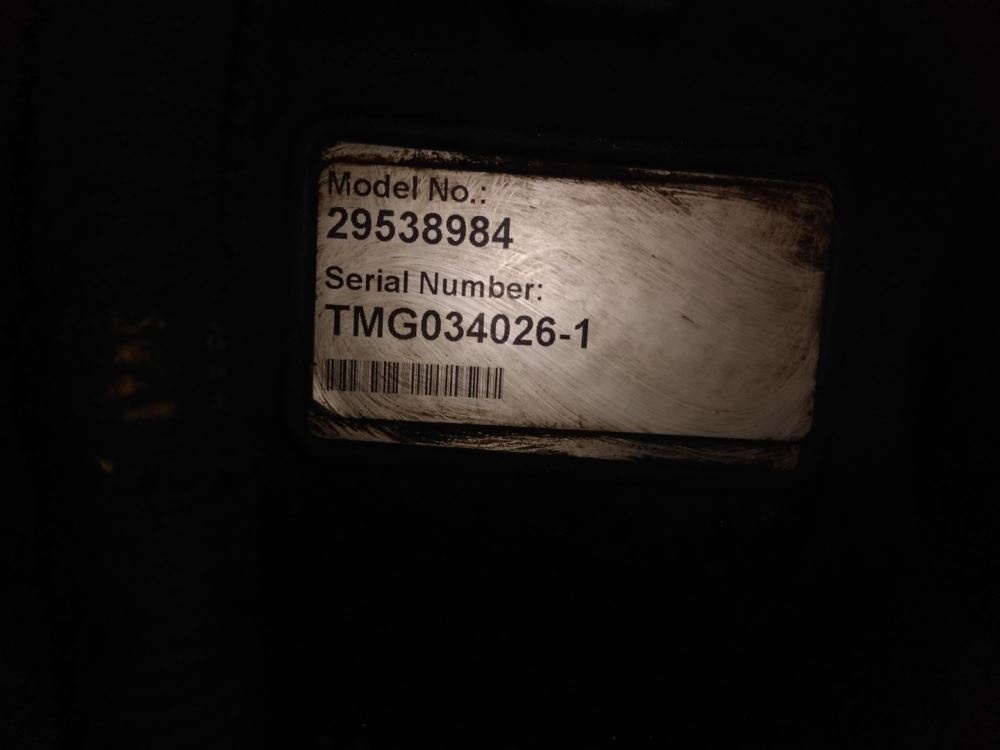 Model No.:
29538984
Serial Number:
TMG034026-1